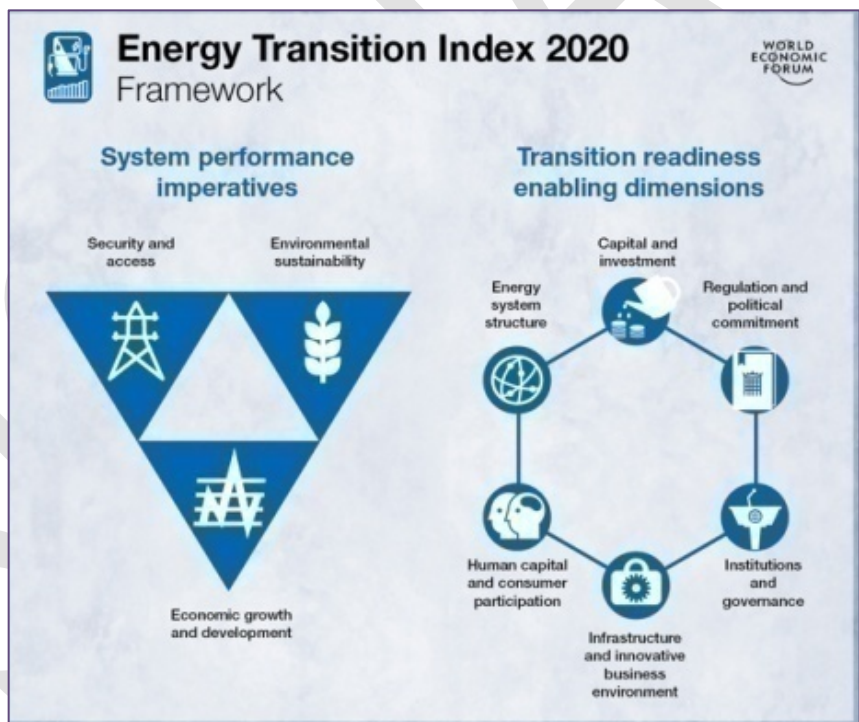 Energy Transition Index 2020
Framework
WORLD
ECONOMIC
FORUM
System performance
imperatives
Security and
access
Environmental
sustainability
Economic growth
and development
Transition readiness
enabling dimensions
Capital and
investment
Energy
system
structure
Regulation and
political
commitment
Human capital
and consumer
participation
Institutions
and
governance
Infrastructure
and innovative
business
environment